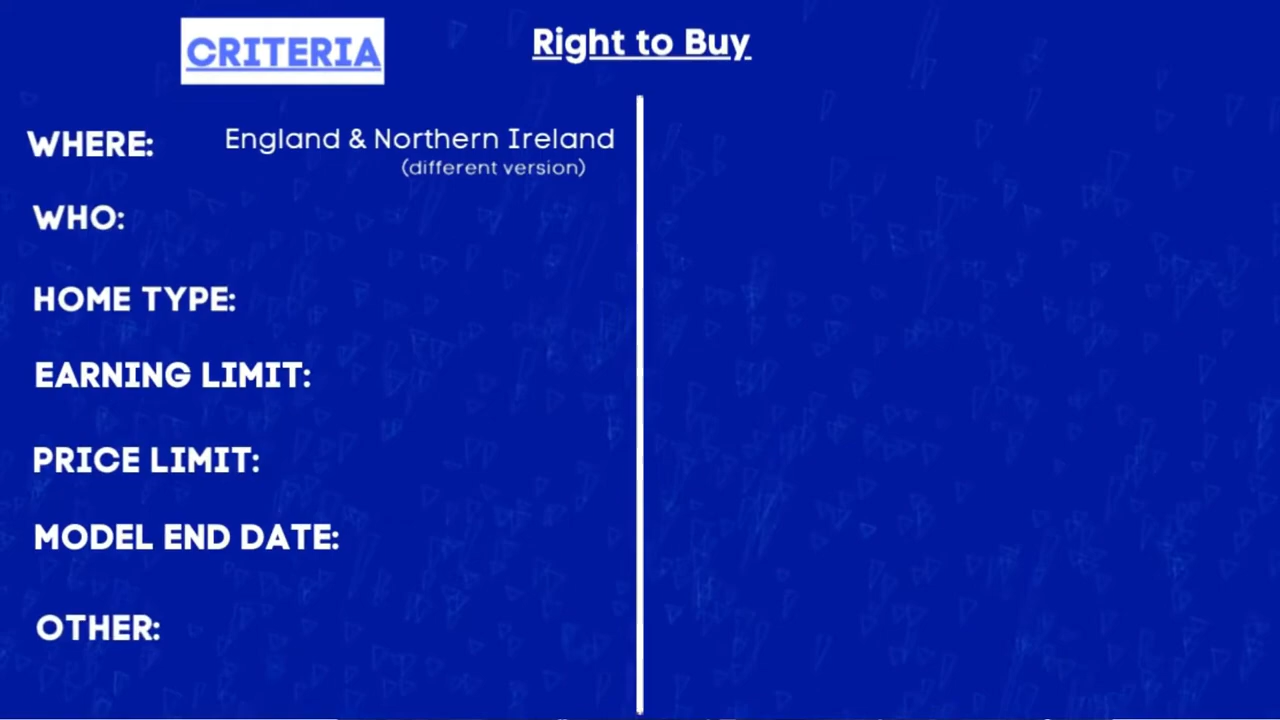 CRITERIA
Right to Buy
WHERE:
England & Northern Ireland
(different version)
WHO:
HOME TYPE:
EARNING LIMIT:
PRICE LIMIT:
MODEL END DATE:
OTHER: